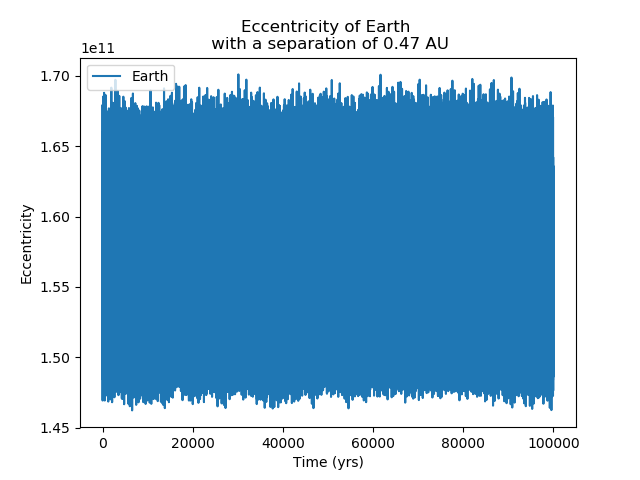 Eccentricity of Earth
with a separation of 0.47 AU
1e11
Earth
1.70
1.65
1.60
1.55
1.50
1.45
Eccentricity
0 20000 40000 60000 80000 100000
Time (yrs)